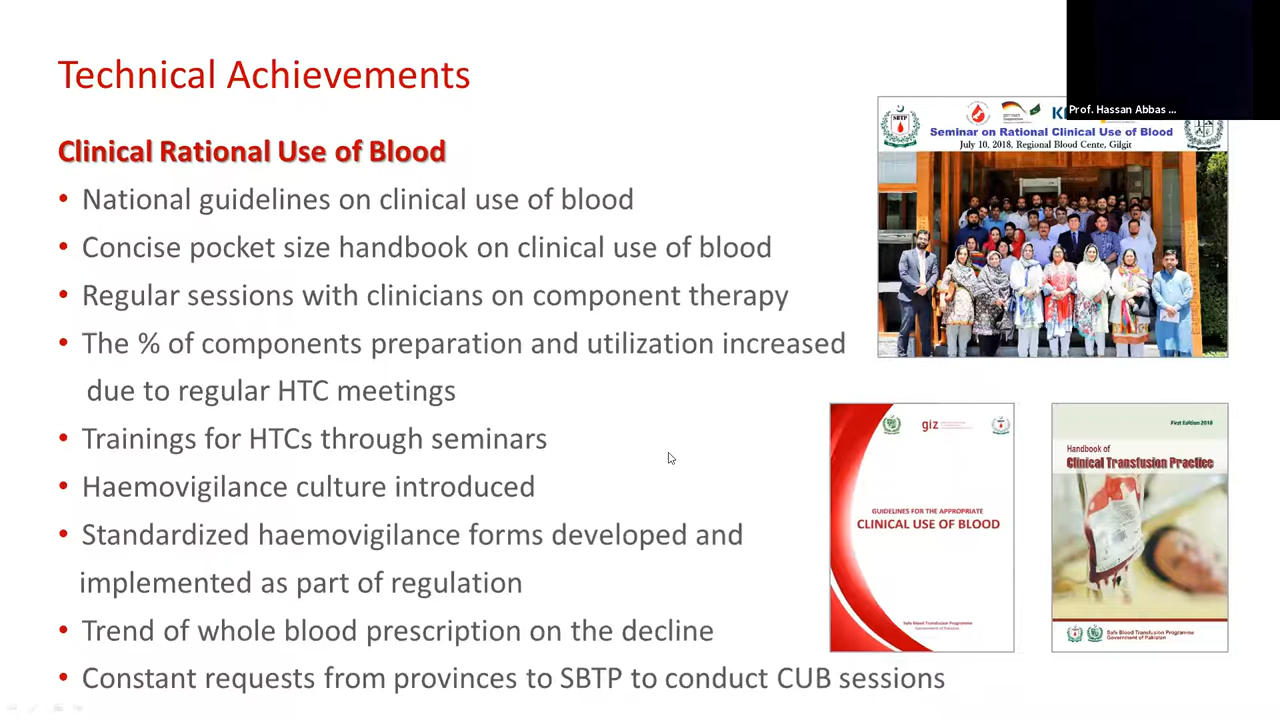 Technical Achievements
Clinical Rational Use of Blood
• National guidelines on clinical use of blood
• Concise pocket size handbook on clinical use of blood
• Regular sessions with clinicians on component therapy
• The % of components preparation and utilization increased
due to regular HTC meetings
• Trainings for HTCs through seminars
• Haemovigilance culture introduced
• Standardized haemovigilance forms developed and
implemented as part of regulation
• Trend of whole blood prescription on the decline
• Constant requests from provinces to SBTP to conduct CUB sessions
Prof. Hassan Abbas ...
SBTP
Seminar on Rational Clinical Use of Blood
July 10, 2018, Regional Blood Cente, Gilgit
giz
GUIDELINES FOR THE APPROPRIATE
CLINICAL USE OF BLOOD
Safe Blood Transfusion Programme
Government of Pakistan
First Edition 2018
Handbook of
Clinical Transfusion Practice
Safe Blood Transfusion Programme
Government of Pakistan